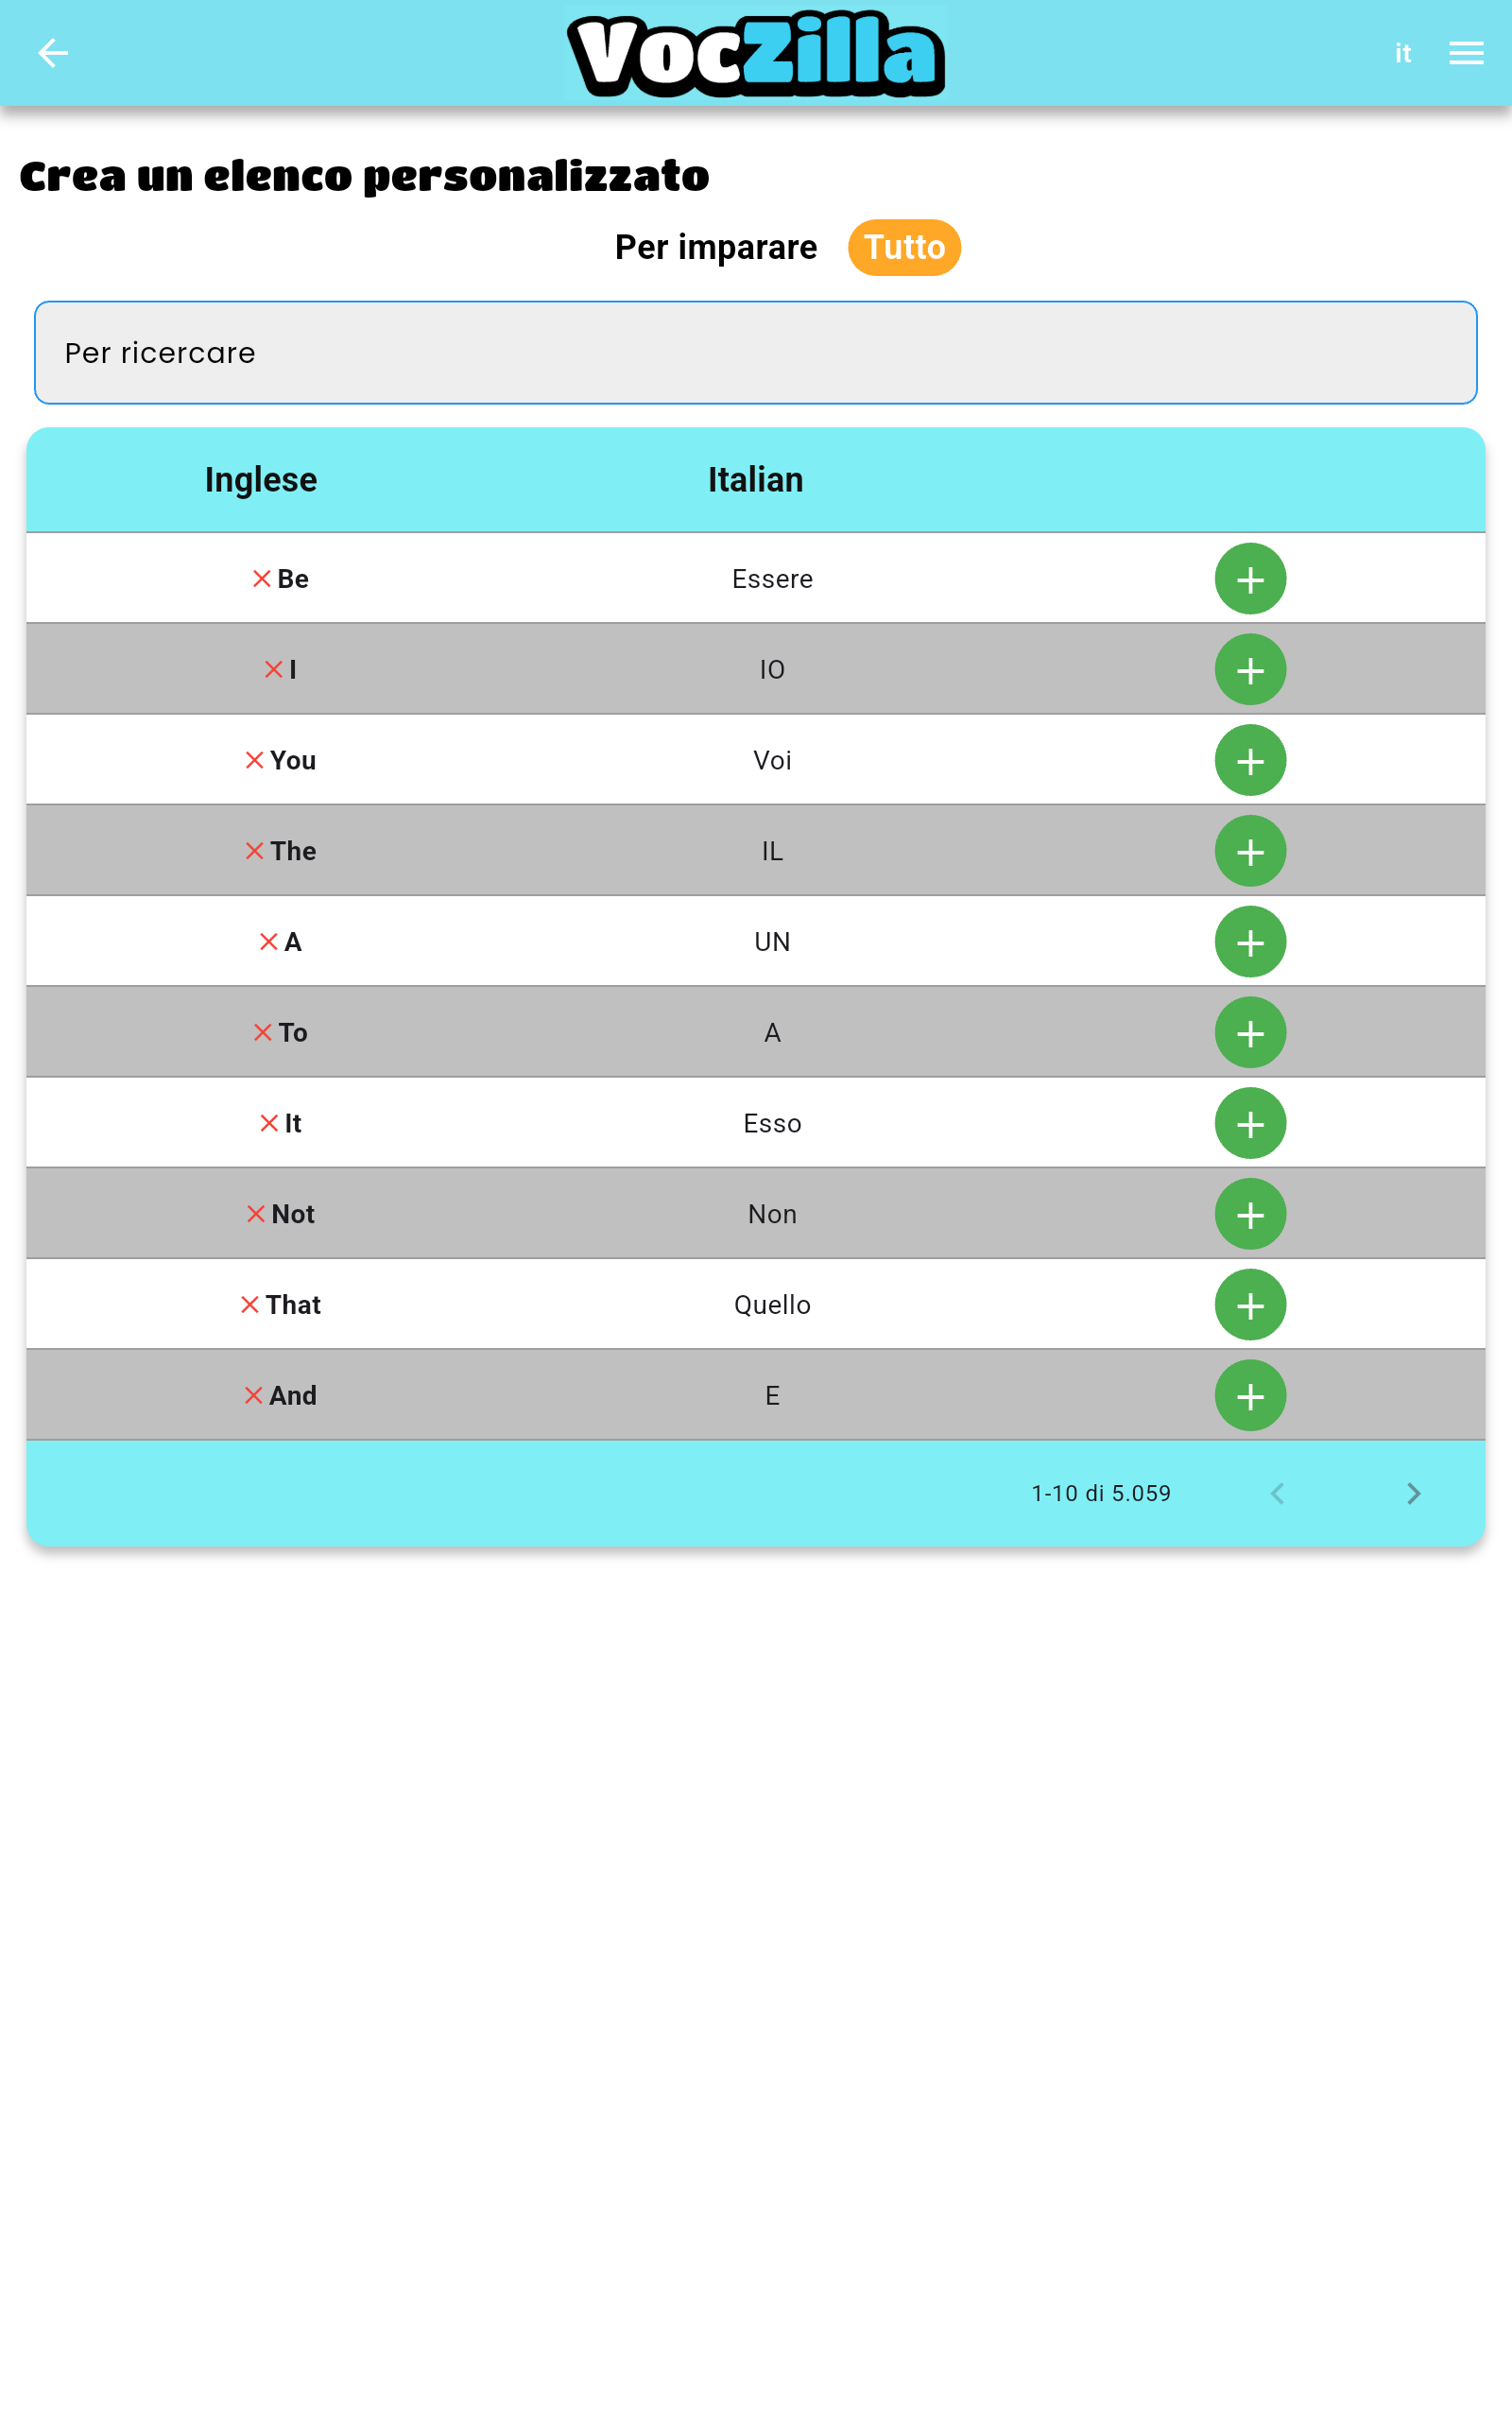 VocZilla
it
Crea un elenco personalizzato
Per imparare Tutto
Per ricercare
Inglese Italian
Be Essere
I IO
You Voi
The IL
A UN
To A
It Esso
Not Non
That Quello
And E
1-10 di 5.059